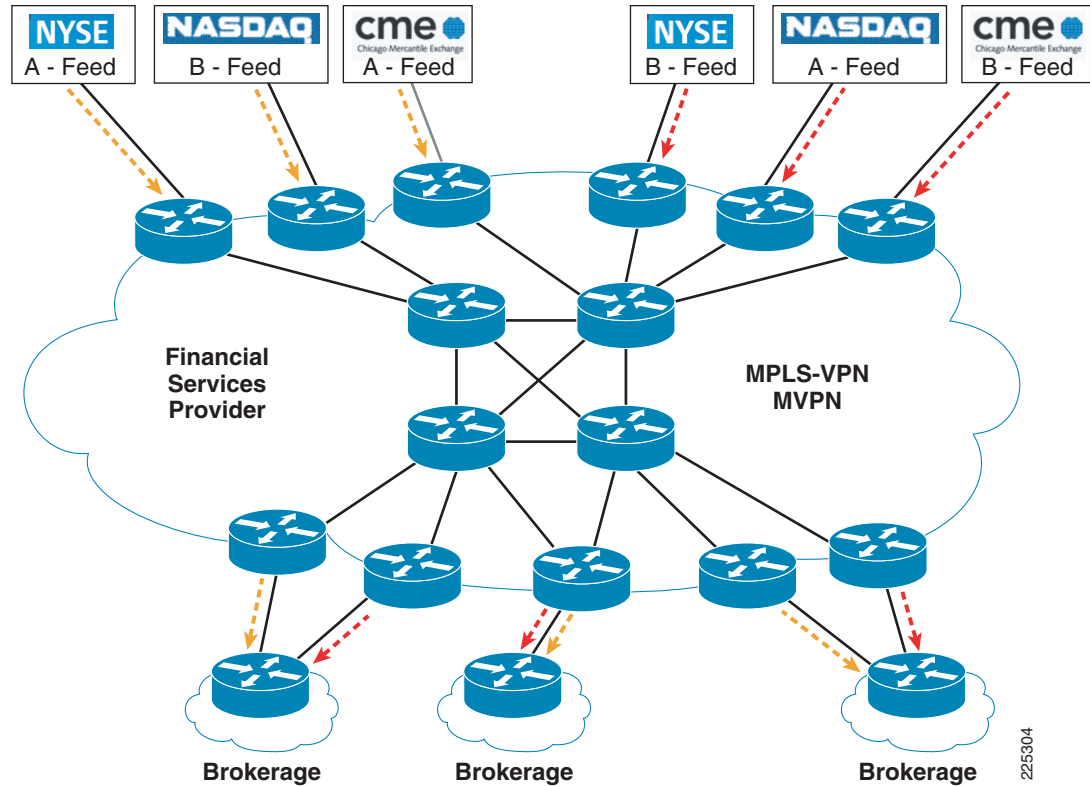 NYSE
A - Feed
NASDAQ
B - Feed
cme
Chicago Mercantile Exchange
A - Feed
NYSE
B - Feed
NASDAQ
A - Feed
cme
Chicago Mercantile Exchange
B - Feed
Financial
Services
Provider
MPLS-VPN
MVPN
Brokerage
Brokerage
Brokerage
225304